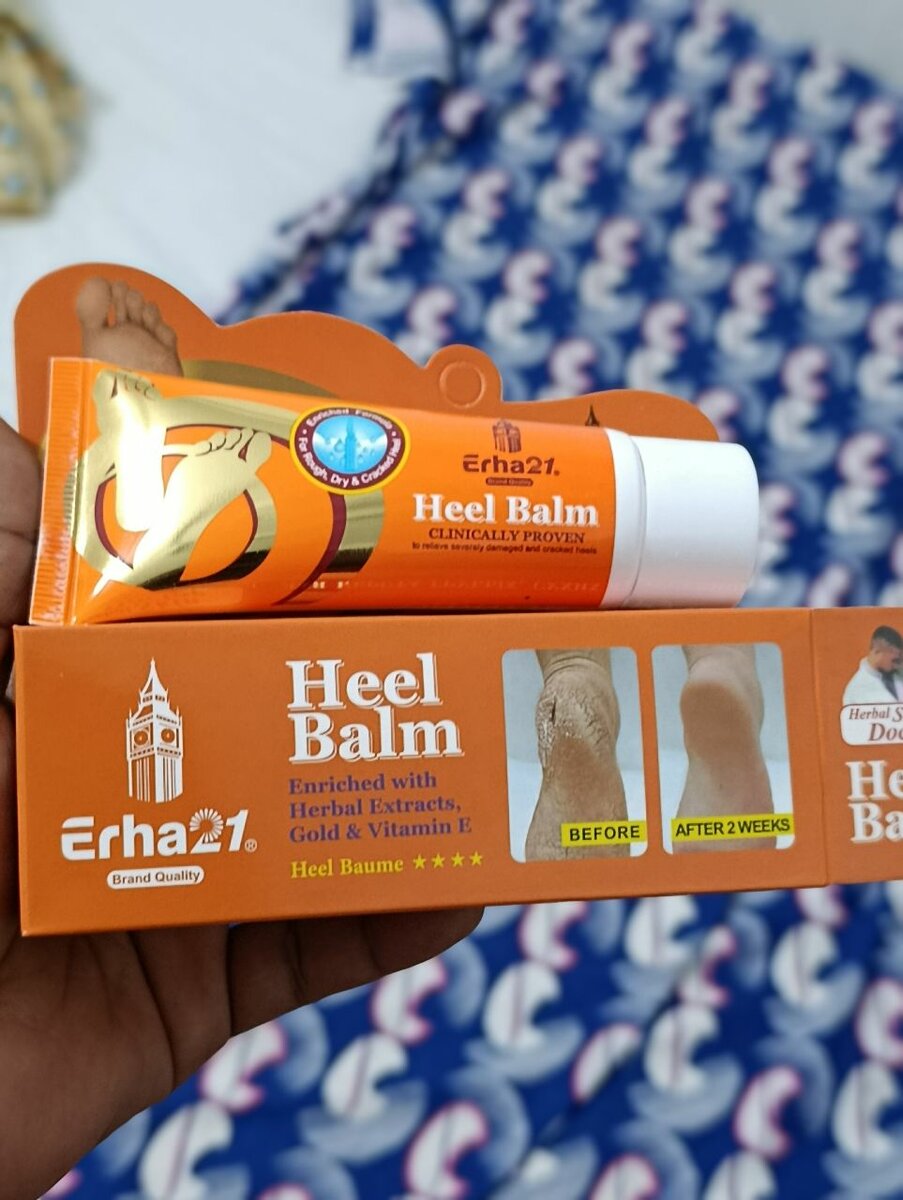 Enriched Formula
For Rough, Dry & Cracked Heel
Erha21®
Brand Quality
Heel Balm
CLINICALLY PROVEN
to relieve severely damaged and cracked heels
Erha21®
Brand Quality
Heel
Balm
Enriched with
Herbal Extracts,
Gold & Vitamin E
Heel Baume ★★★★
BEFORE
AFTER 2 WEEKS
Herbal
He
Ba